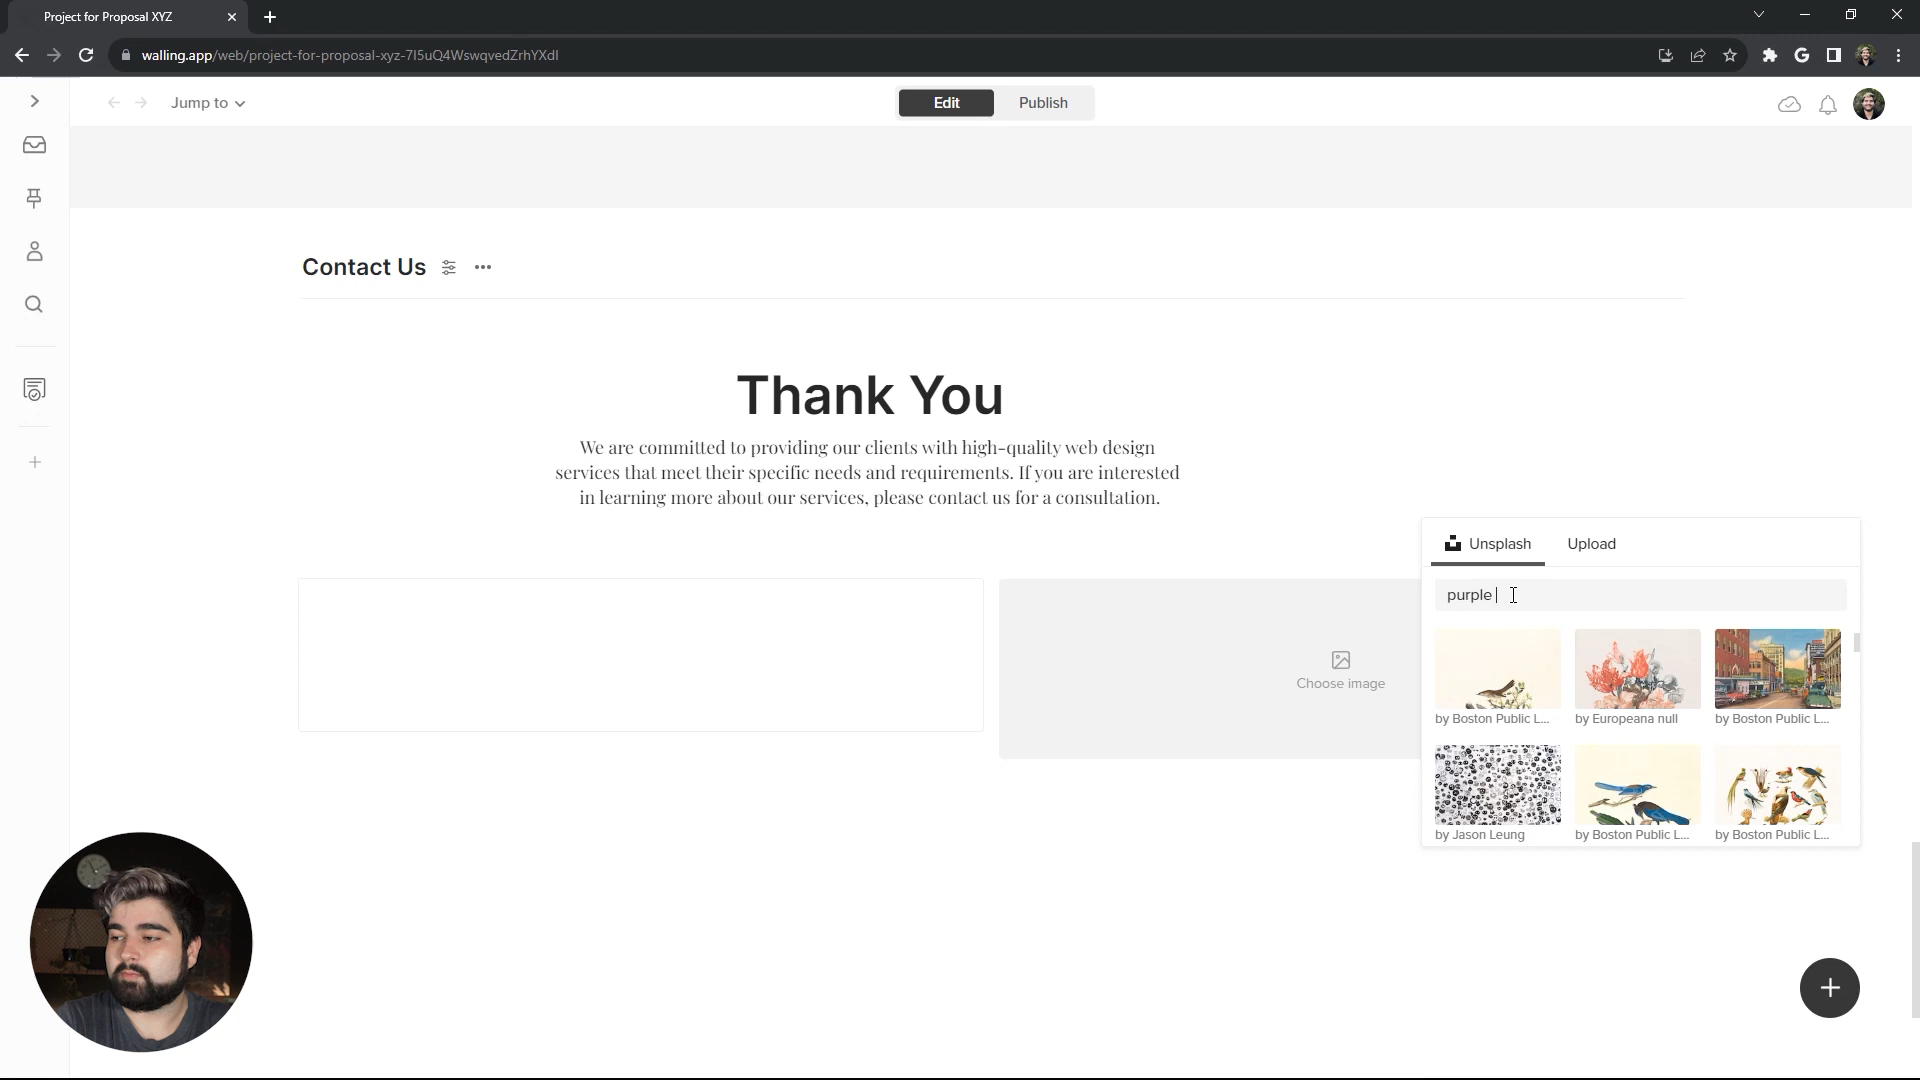 Project for Proposal XYZ
walling.app/web/project-for-proposal-xyz-7I5uQ4WswqvedZrhYXdI
Jump to
Edit
Publish
Contact Us
Thank You
We are committed to providing our clients with high-quality web design
services that meet their specific needs and requirements. If you are interested
in learning more about our services, please contact us for a consultation.
Choose image
Unsplash
Upload
purple
by Boston Public L...
by Europeana null
by Boston Public L...
by Jason Leung
by Boston Public L...
by Boston Public L...